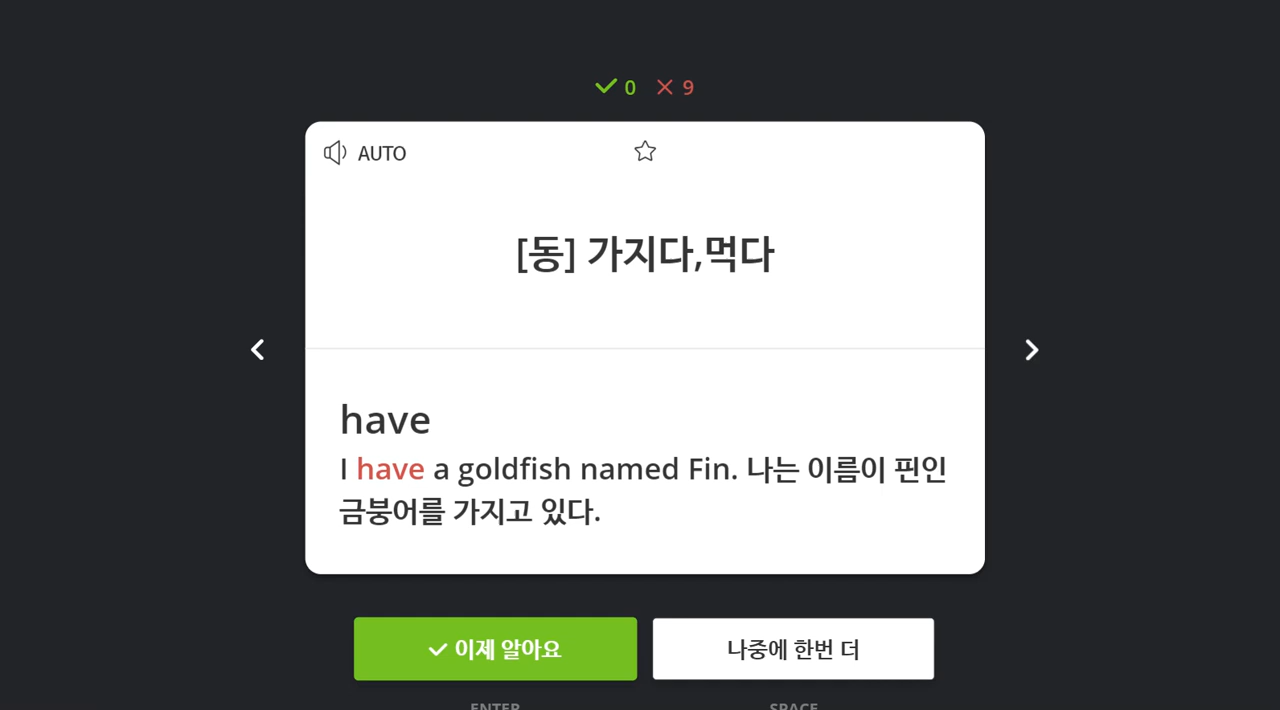 0 9
AUTO
[동] 가지다,먹다
have
I have a goldfish named Fin. 나는 이름이 핀인
금붕어를 가지고 있다.
이제 알아요 나중에 한번 더
ENTER SPACE